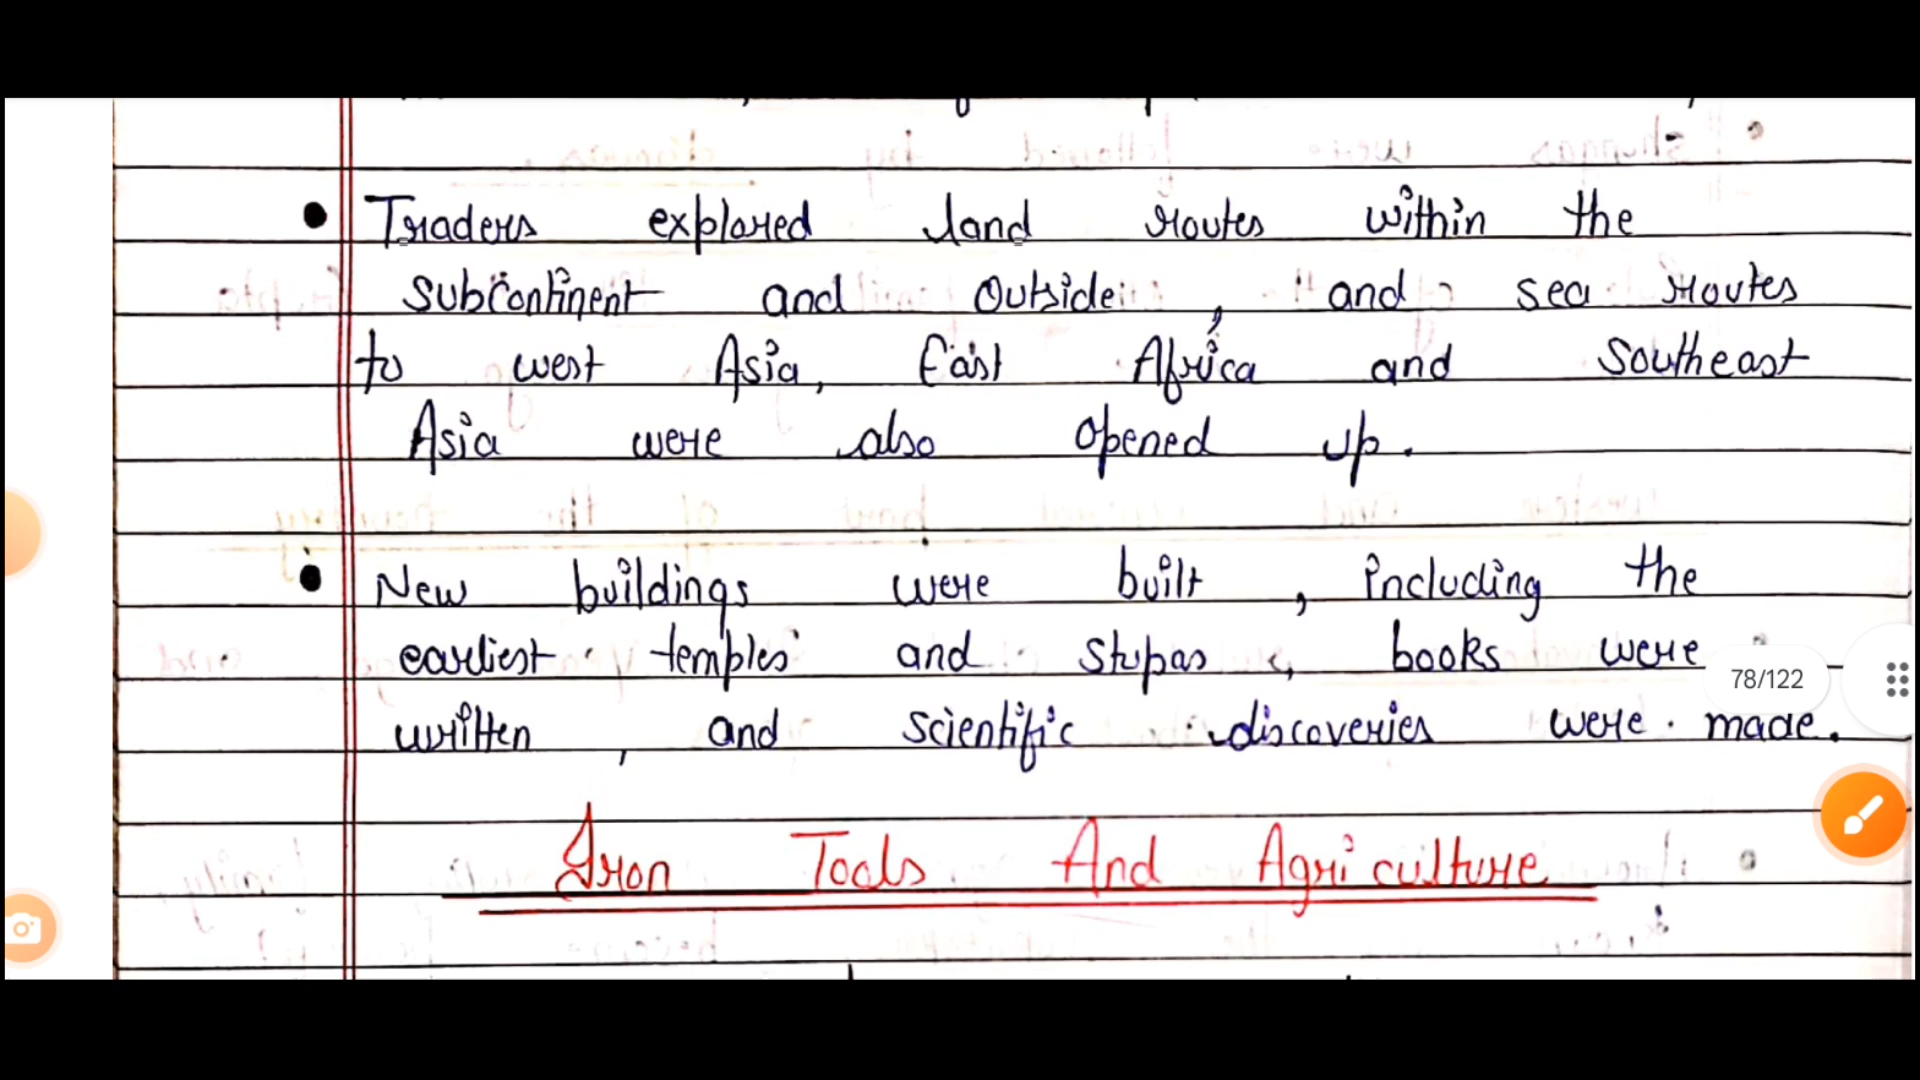 Traders explored land routes within the
subcontinent and outside, and sea routes
to west Asia, East Africa and Southeast
Asia were also opened up.
New buildings were built, including the
earliest temples and stupas, books were
78/122
written, and scientific discoveries were made.
Iron Tools And Agriculture